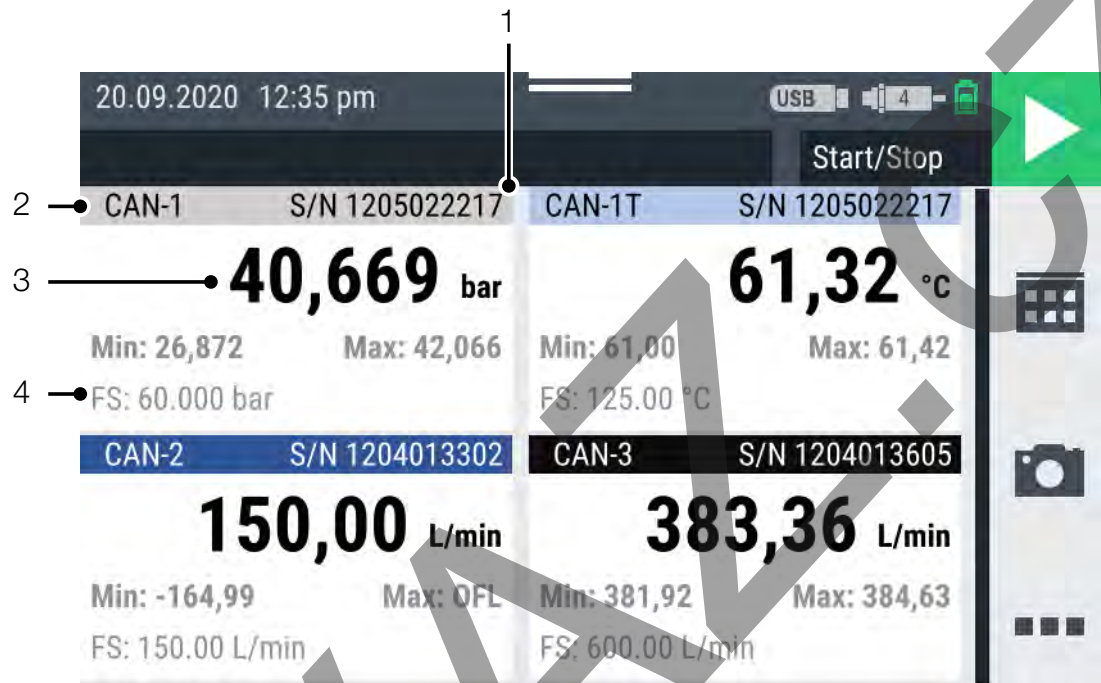 1
20.09.2020 12:35 pm USB 4
Start/Stop
2 CAN-1 S/N 1205022217 CAN-1T S/N 1205022217
3 40,669 bar 61,32 °C
Min: 26,872 Max: 42,066 Min: 61,00 Max: 61,42
4 FS: 60.000 bar FS: 125.00 °C
CAN-2 S/N 1204013302 CAN-3 S/N 1204013605
150,00 L/min 383,36 L/min
Min: -164,99 Max: OFL Min: 381,92 Max: 384,63
FS: 150.00 L/min FS: 600.00 L/min